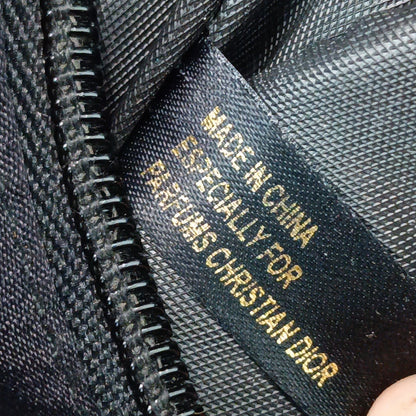 MADE IN CHINA
ESPECIALLY FOR
PARFUMS CHRISTIAN DIOR